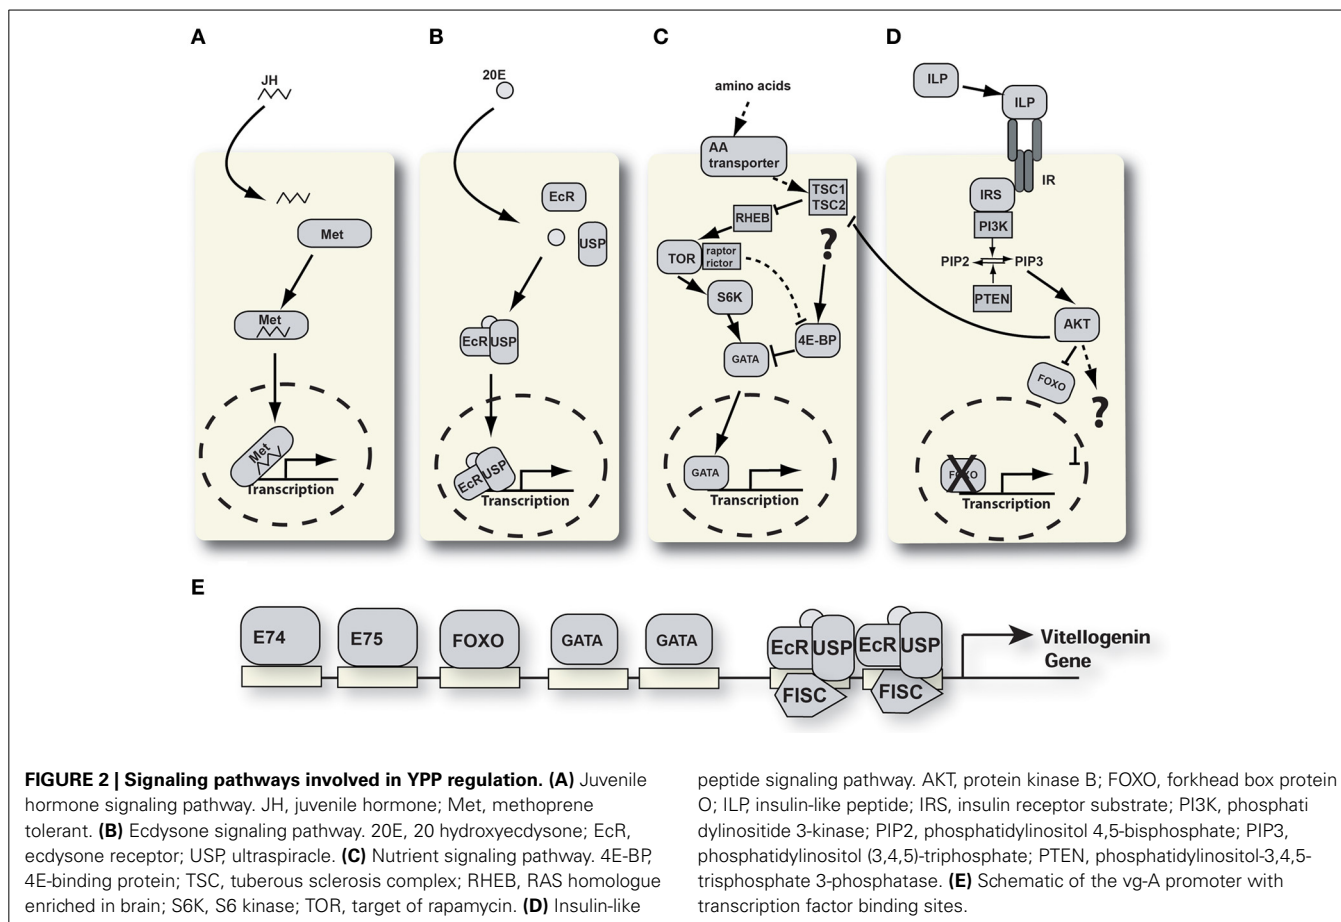 A
JH
Met
Met
Met
Transcription
B
20E
EcR
USP
EcR USP
EcR USP
Transcription
C
amino acids
AA
transporter
TSC1
TSC2
RHEB
TOR
raptor
rictor
?
S6K
4E-BP
GATA
GATA
Transcription
D
ILP
ILP
IR
IRS
PI3K
PIP2
PIP3
PTEN
AKT
FOXO
?
FOXO
Transcription
E
E74
E75
FOXO
GATA
GATA
EcR USP
EcR USP
FISC
FISC
Vitellogenin
Gene
FIGURE 2 | Signaling pathways involved in YPP regulation. (A) Juvenile
hormone signaling pathway. JH, juvenile hormone; Met, methoprene
tolerant. (B) Ecdysone signaling pathway. 20E, 20 hydroxyecdysone; EcR,
ecdysone receptor; USP, ultraspiracle. (C) Nutrient signaling pathway. 4E-BP,
4E-binding protein; TSC, tuberous sclerosis complex; RHEB, RAS homologue
enriched in brain; S6K, S6 kinase; TOR, target of rapamycin. (D) Insulin-like
peptide signaling pathway. AKT, protein kinase B; FOXO, forkhead box protein
O; ILP, insulin-like peptide; IRS, insulin receptor substrate; PI3K, phosphati
dylinositide 3-kinase; PIP2, phosphatidylinositol 4,5-bisphosphate; PIP3,
phosphatidylinositol (3,4,5)-triphosphate; PTEN, phosphatidylinositol-3,4,5-
trisphosphate 3-phosphatase. (E) Schematic of the vg-A promoter with
transcription factor binding sites.